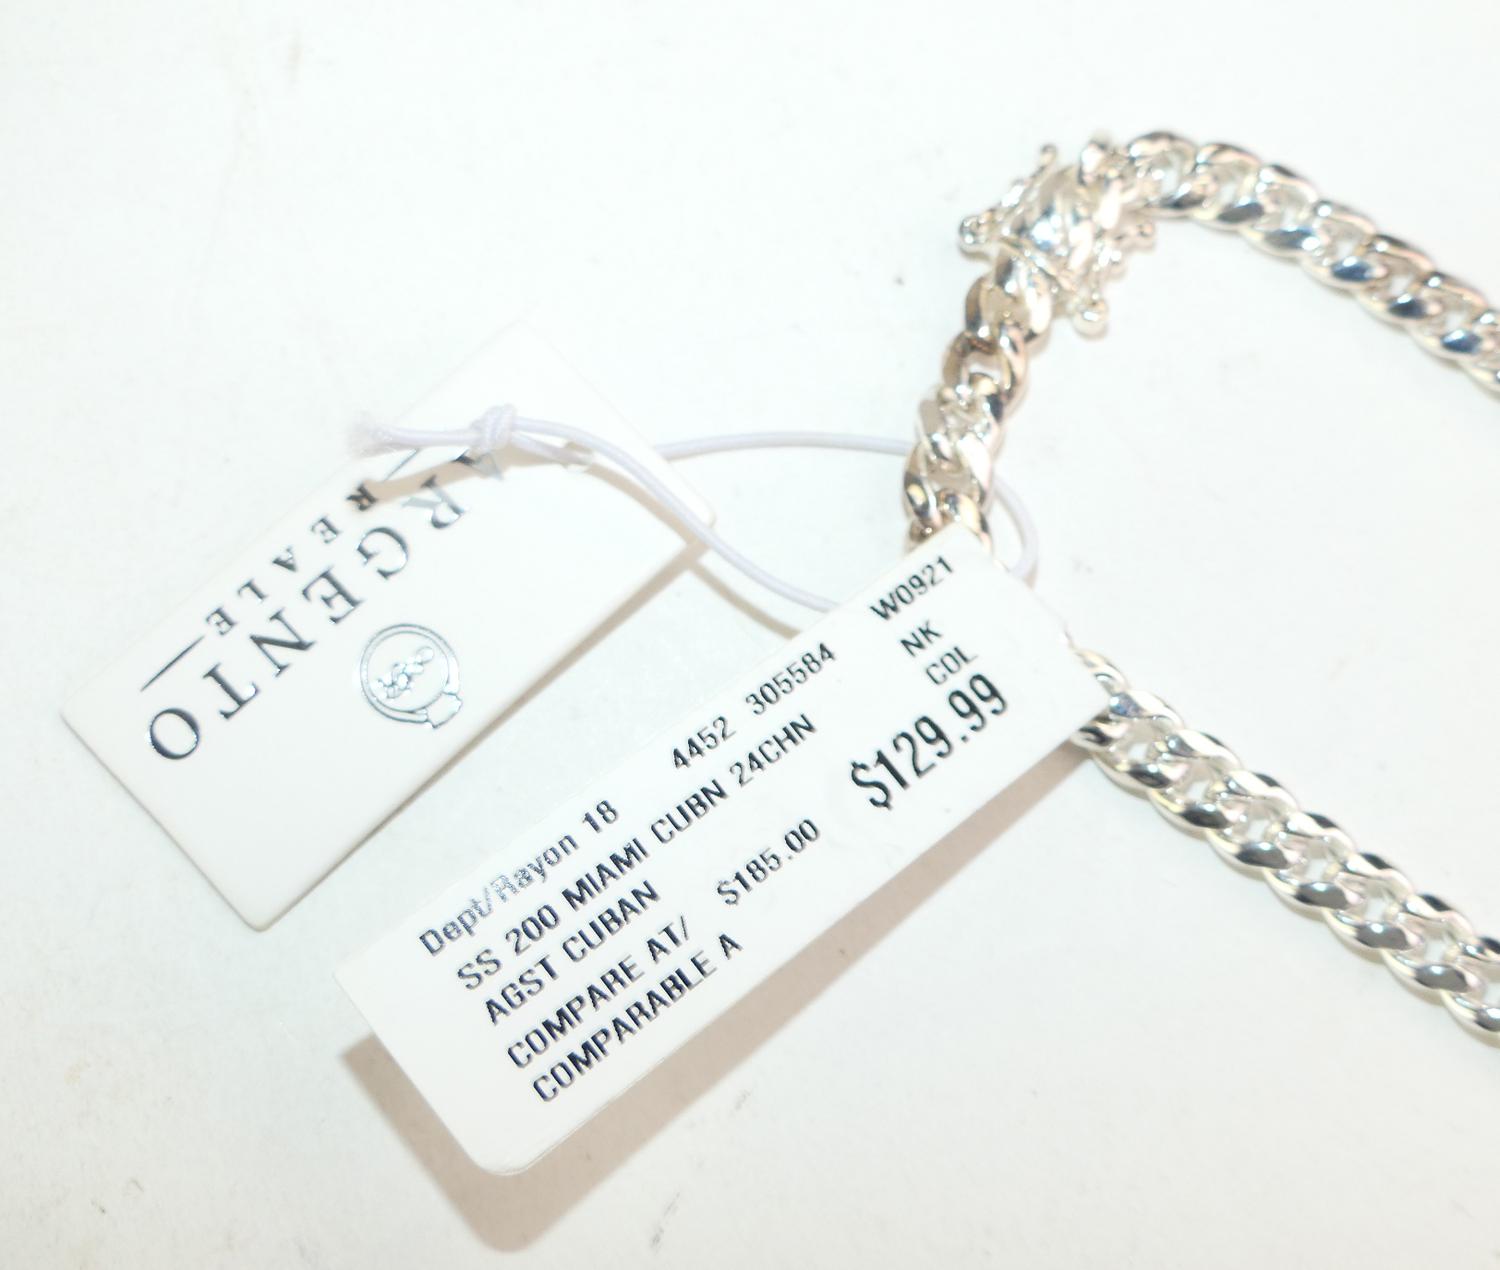 ARGENTO
REALE
W0921
4452 305584 NK
Dept/Rayon 18 COL
SS 200 MIAMI CUBN 24CHN
AGST CUBAN $129.99
COMPARE AT/ $185.00
COMPARABLE A